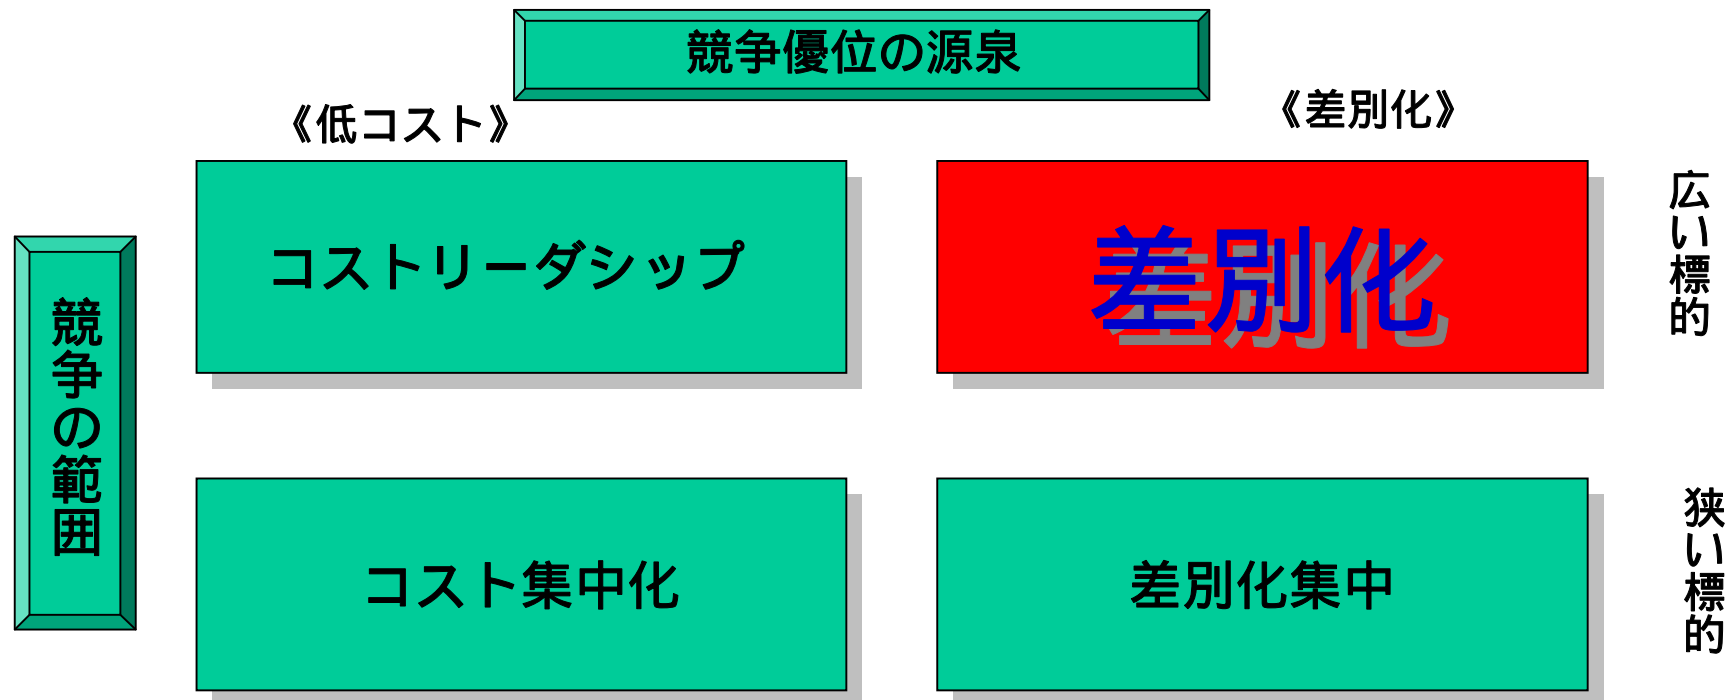 競争優位の源泉
《低コスト》
《差別化》
コストリーダシップ
差別化
広い標的
競争の範囲
コスト集中化
差別化集中
狭い標的